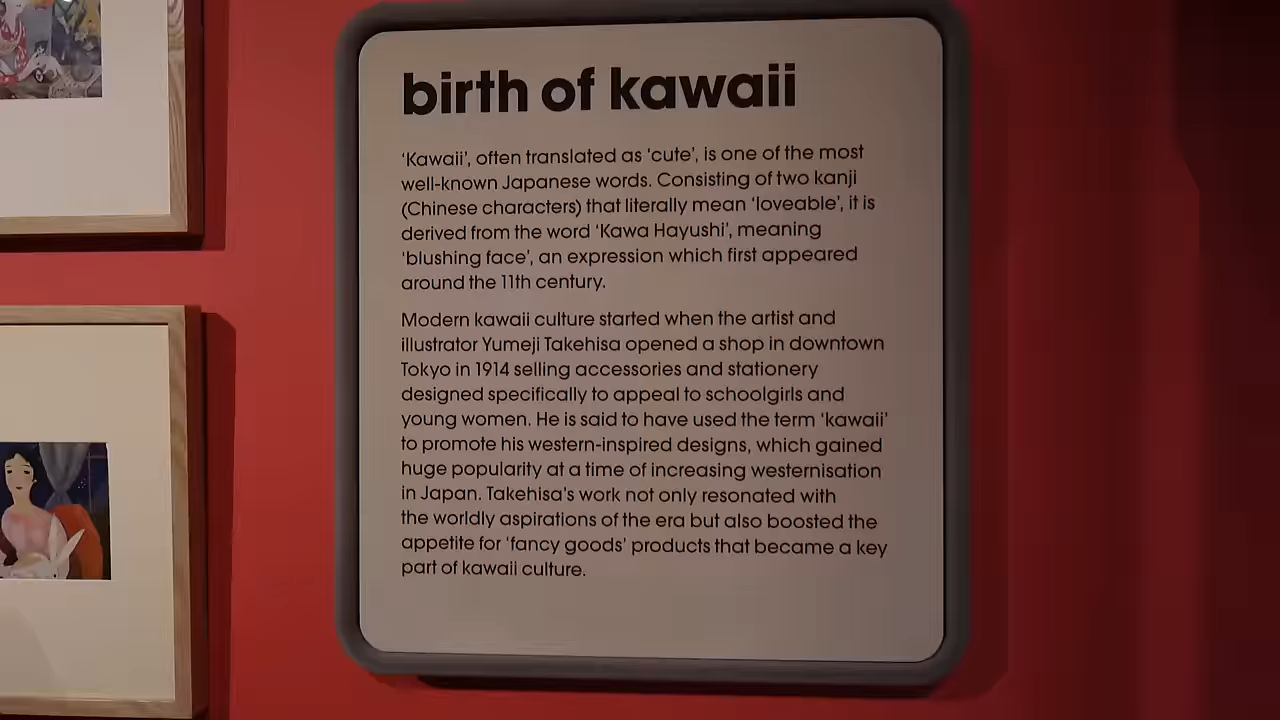 birth of kawaii
‘Kawaii’, often translated as ‘cute’, is one of the most
well-known Japanese words. Consisting of two kanji
(Chinese characters) that literally mean ‘loveable’, it is
derived from the word ‘Kawa Hayushi’, meaning
‘blushing face’, an expression which first appeared
around the 11th century.
Modern kawaii culture started when the artist and
illustrator Yumeji Takehisa opened a shop in downtown
Tokyo in 1914 selling accessories and stationery
designed specifically to appeal to schoolgirls and
young women. He is said to have used the term ‘kawaii’
to promote his western-inspired designs, which gained
huge popularity at a time of increasing westernisation
in Japan. Takehisa’s work not only resonated with
the worldly aspirations of the era but also boosted the
appetite for ‘fancy goods’ products that became a key
part of kawaii culture.